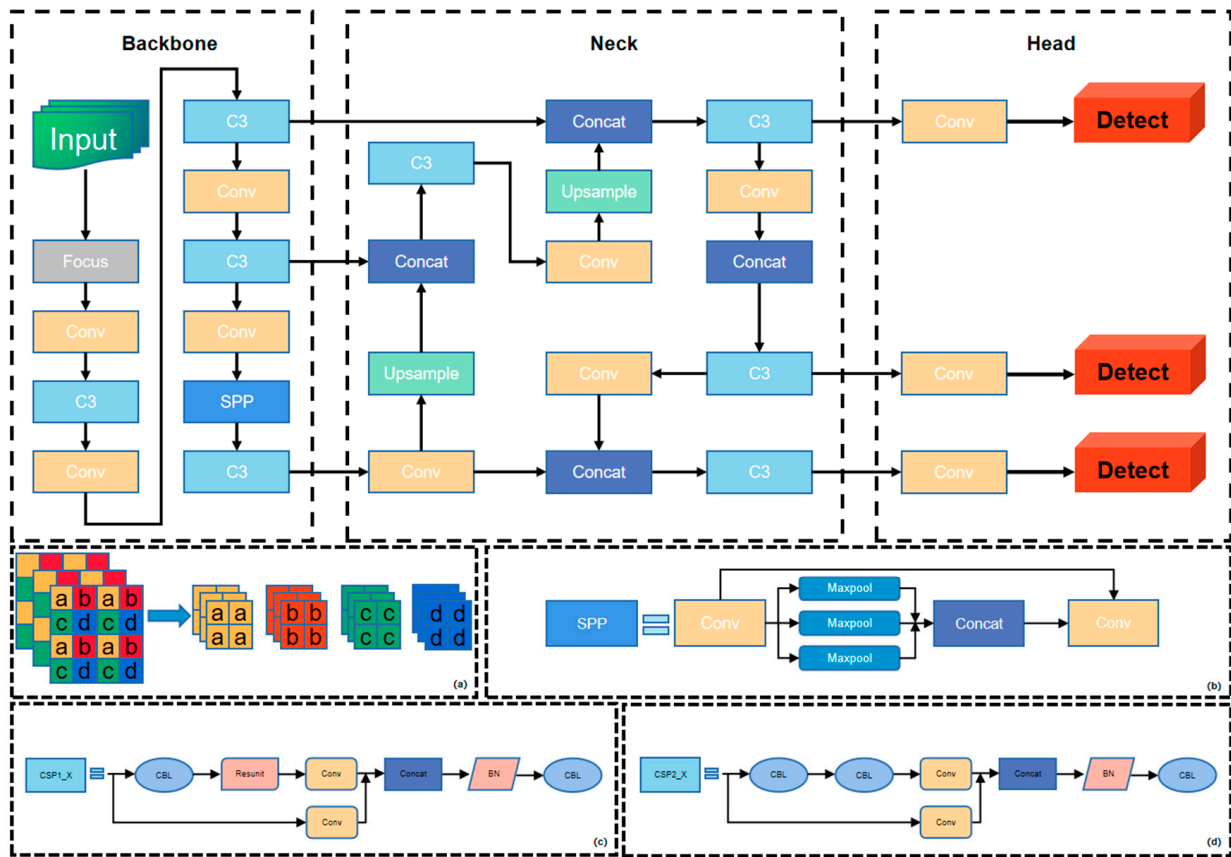 Backbone
Neck
Head
Input
Focus
Conv
C3
Conv
C3
Conv
C3
Conv
SPP
C3
C3
Concat
Upsample
Conv
Concat
Upsample
Conv
Conv
Concat
C3
Conv
Concat
C3
C3
Conv
Detect
Conv
Detect
Conv
Detect
a b a b
c d c d
a b a b
c d c d
a a
a a
b b
b b
c c
c c
d d
d d
(a)
SPP
Conv
Maxpool
Maxpool
Maxpool
Concat
Conv
(b)
CSP1_X
CBL
Resunit
Conv
Concat
BN
CBL
Conv
(c)
CSP2_X
CBL
CBL
Conv
Concat
BN
CBL
Conv
(d)